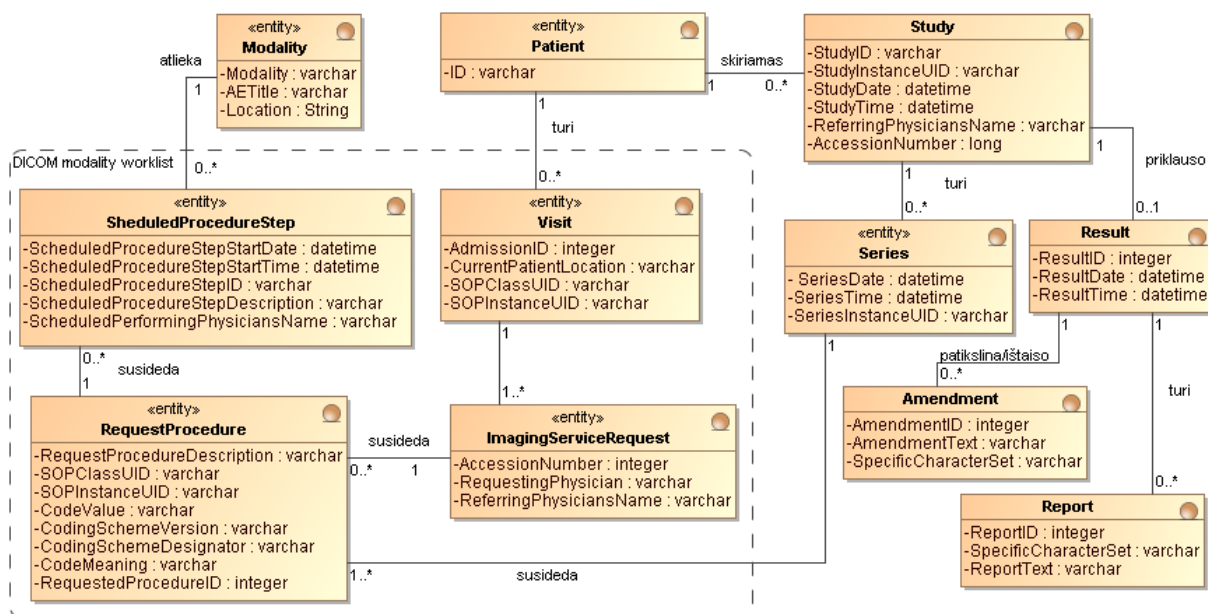 «entity»
Modality
-Modality : varchar
-AETitle : varchar
-Location : String
«entity»
Patient
-ID : varchar
Study
-StudyID : varchar
-StudyInstanceUID : varchar
-StudyDate : datetime
-StudyTime : datetime
-ReferringPhysiciansName : varchar
-AccessionNumber : long
atlieka
1
0..*
turi
1
0..*
skiriamas
1
0..*
turi
1
0..*
priklauso
1
0..1
DICOM modality worklist
«entity»
SheduledProcedureStep
-ScheduledProcedureStepStartDate : datetime
-ScheduledProcedureStepStartTime : datetime
-ScheduledProcedureStepID : varchar
-ScheduledProcedureStepDescription : varchar
-ScheduledPerformingPhysiciansName : varchar
«entity»
Visit
-AdmissionID : integer
-CurrentPatientLocation : varchar
-SOPClassUID : varchar
-SOPInstanceUID : varchar
«entity»
Series
- SeriesDate : datetime
-SeriesTime : datetime
-SeriesInstanceUID : varchar
Result
-ResultID : integer
-ResultDate : datetime
-ResultTime : datetime
0..*
susideda
1
1
1..*
1
1
patikslina/ištaiso
0..*
1
turi
0..*
«entity»
RequestProcedure
-RequestProcedureDescription : varchar
-SOPClassUID : varchar
-SOPInstanceUID : varchar
-CodeValue : varchar
-CodingSchemeVersion : varchar
-CodingSchemeDesignator : varchar
-CodeMeaning : varchar
-RequestedProcedureID : integer
susideda
0..*
1
«entity»
ImagingServiceRequest
-AccessionNumber : integer
-RequestingPhysician : varchar
-ReferringPhysiciansName : varchar
Amendment
-AmendmentID : integer
-AmendmentText : varchar
-SpecificCharacterSet : varchar
Report
-ReportID : integer
-SpecificCharacterSet : varchar
-ReportText : varchar
1..*
susideda